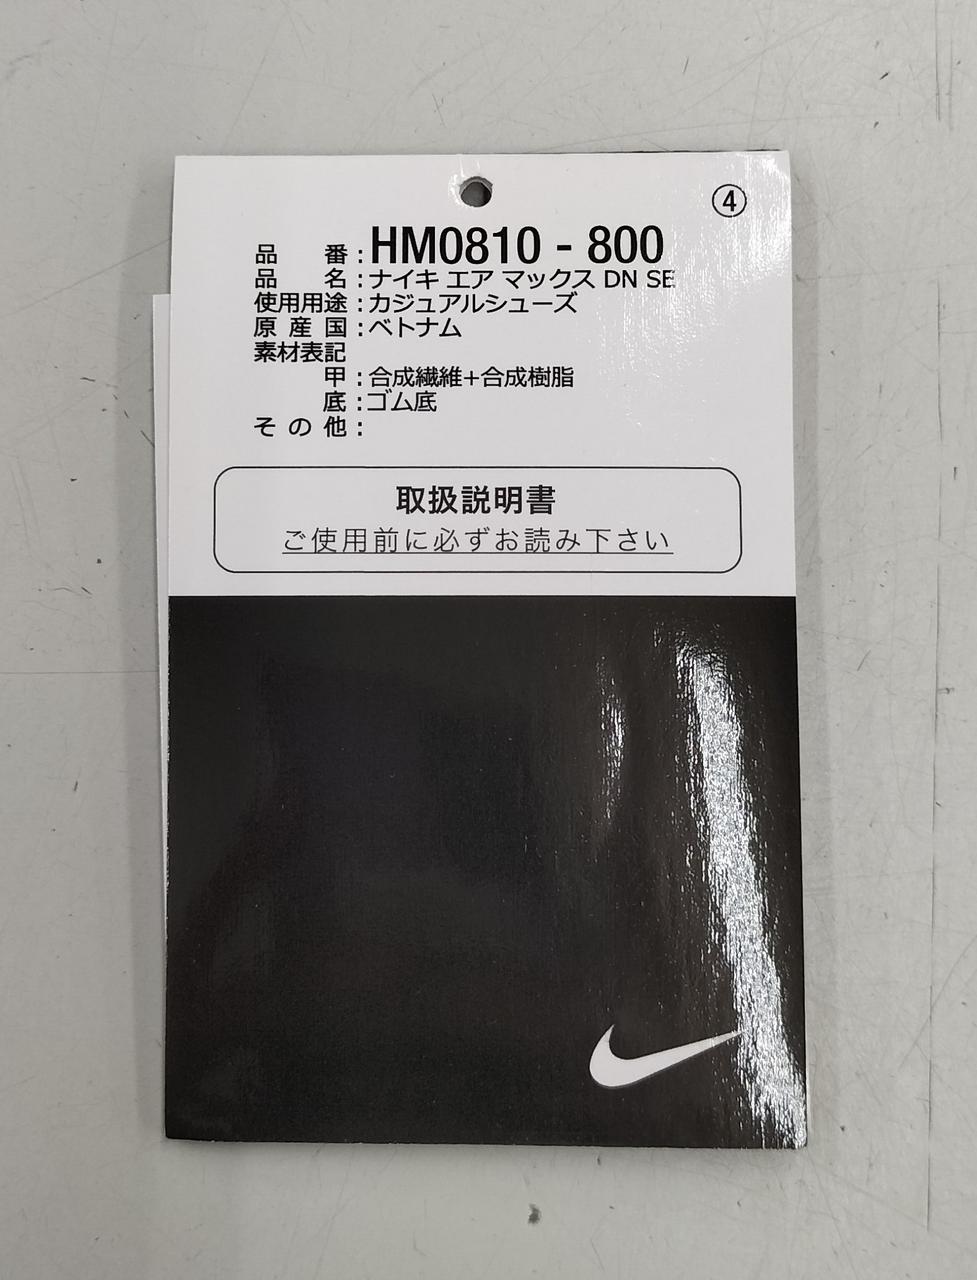 ④
品 番：HM0810 - 800
品 名：ナイキ エア マックス DN SE
使用用途：カジュアルシューズ
原 産 国：ベトナム
素材表記
甲：合成繊維＋合成樹脂
底：ゴム底
そ の 他：
取扱説明書
ご使用前に必ずお読み下さい